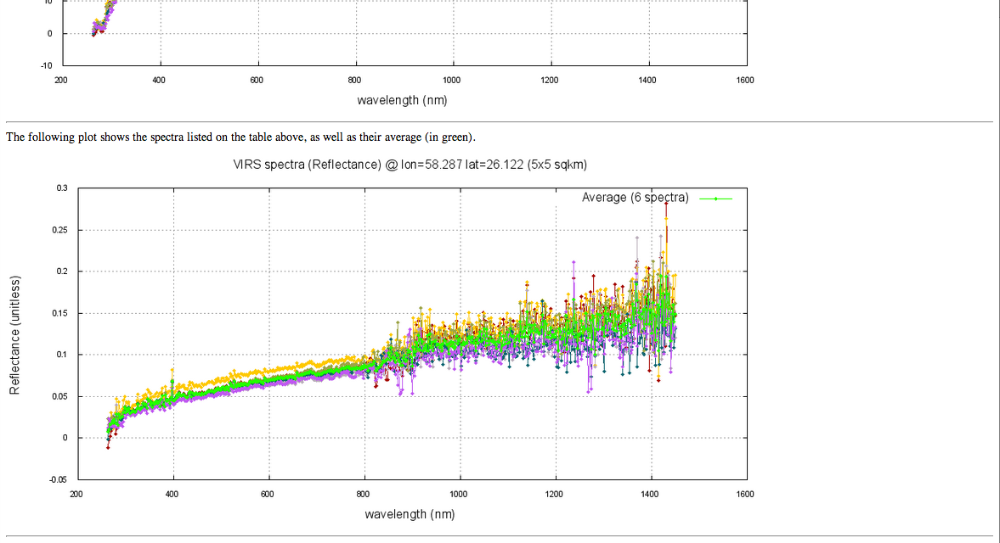 10
0
-10
200 400 600 800 1000 1200 1400 1600
wavelength (nm)
The following plot shows the spectra listed on the table above, as well as their average (in green).
VIRS spectra (Reflectance) @ lon=58.287 lat=26.122 (5x5 sqkm)
0.3
Average (6 spectra)
0.25
0.2
0.15
0.1
0.05
0
-0.05
Reflectance (unitless)
200 400 600 800 1000 1200 1400 1600
wavelength (nm)